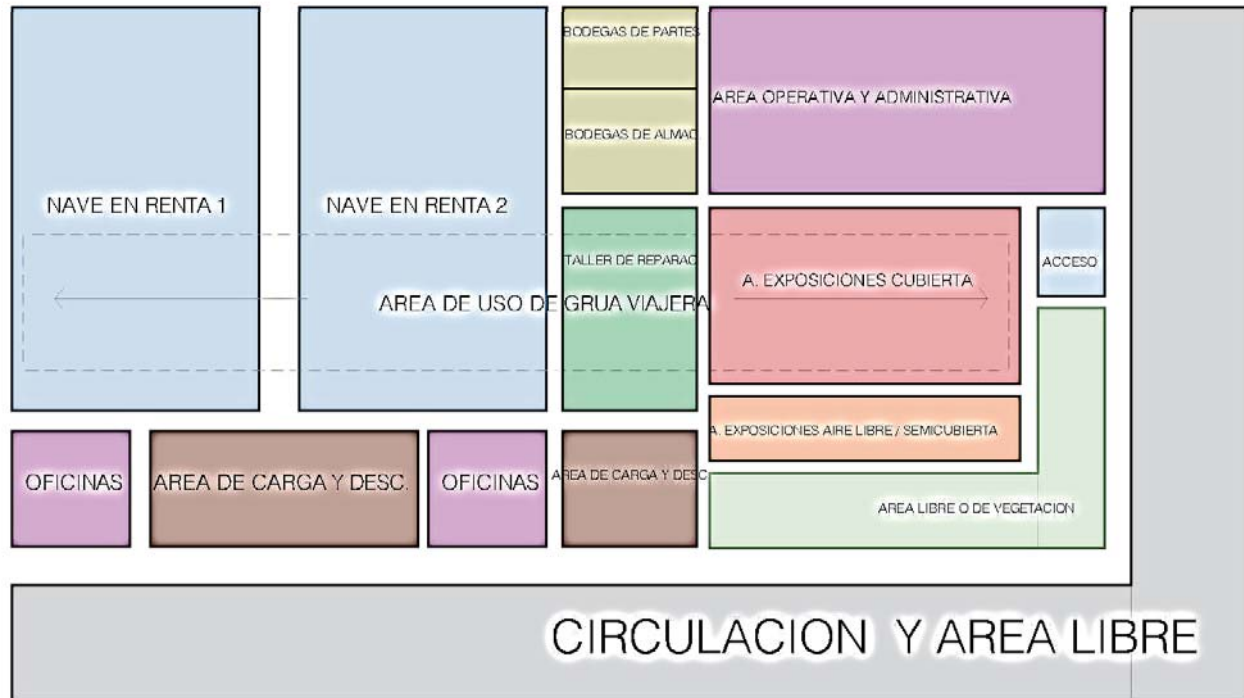 BODEGAS DE PARTES
AREA OPERATIVA Y ADMINISTRATIVA
BODEGAS DE ALMAC
NAVE EN RENTA 1
NAVE EN RENTA 2
TALLER DE REPARAC
ACCESO
A. EXPOSICIONES CUBIERTA
AREA DE USO DE GRUA VIAJERA
A. EXPOSICIONES AIRE LIBRE / SEMICUBIERTA
OFICINAS
AREA DE CARGA Y DESC.
OFICINAS
AREA DE CARGA Y DESC
AREA LIBRE O DE VEGETACION
CIRCULACION Y AREA LIBRE